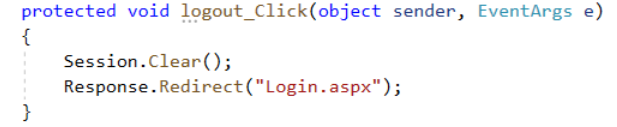 protected void logout_Click(object sender, EventArgs e)
{
    Session.Clear();
    Response.Redirect("Login.aspx");
}